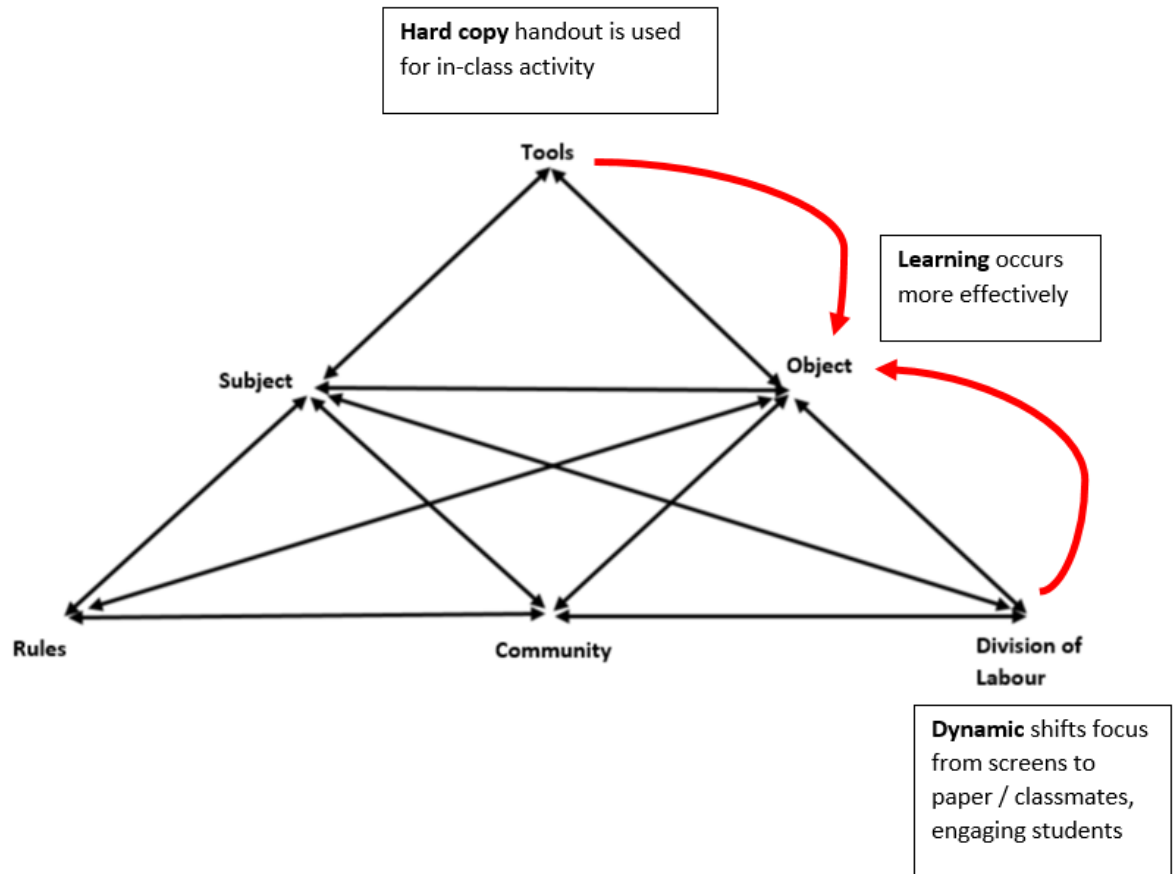 Hard copy handout is used
for in-class activity
Tools
Learning occurs
more effectively
Object
Subject
Rules
Community
Division of
Labour
Dynamic shifts focus
from screens to
paper / classmates,
engaging students